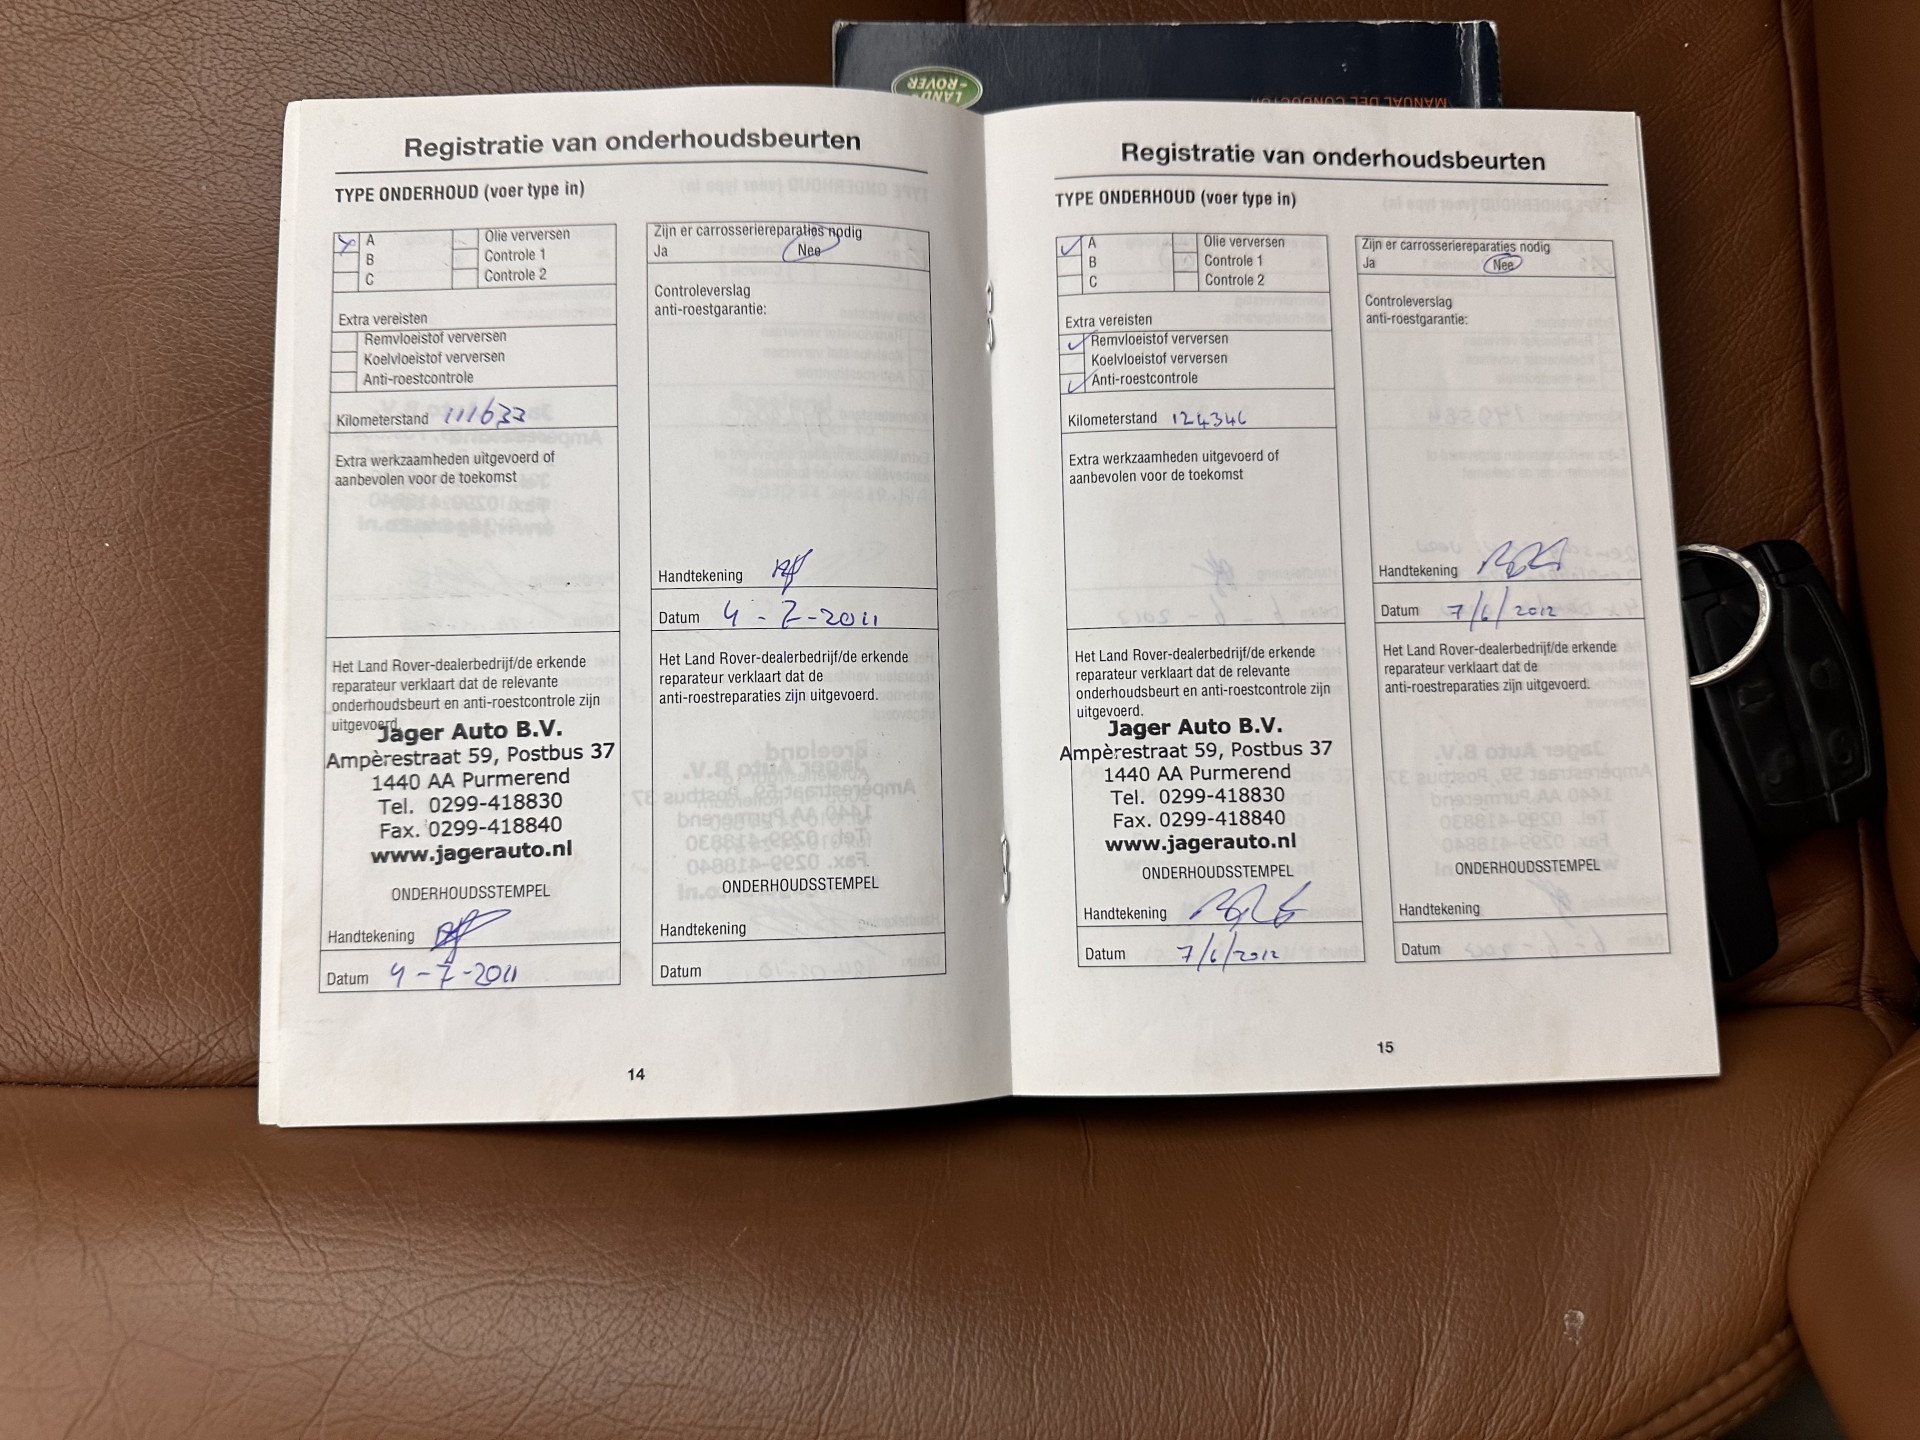 LAND-
-ROVER
MANUAL DEL CONDUCTOR
Registratie van onderhoudsbeurten
TYPE ONDERHOUD (voer type in)
A
B
C
Olie verversen
Controle 1
Controle 2
Extra vereisten
Remvloeistof verversen
Koelvloeistof verversen
Anti-roestcontrole
Kilometerstand 111633
Extra werkzaamheden uitgevoerd of
aanbevolen voor de toekomst
Het Land Rover-dealerbedrijf/de erkende
reparateur verklaart dat de relevante
onderhoudsbeurt en anti-roestcontrole zijn
uitgevoerd.
Jager Auto B.V.
Ampèrestraat 59, Postbus 37
1440 AA Purmerend
Tel. 0299-418830
Fax. 0299-418840
www.jagerauto.nl
ONDERHOUDSSTEMPEL
Handtekening
Datum 4-7-2011
Zijn er carrosseriereparaties nodig
Ja Nee
Controleverslag
anti-roestgarantie:
Handtekening
Datum 4-7-2011
Het Land Rover-dealerbedrijf/de erkende
reparateur verklaart dat de
anti-roestreparaties zijn uitgevoerd.
ONDERHOUDSSTEMPEL
Handtekening
Datum
14
Registratie van onderhoudsbeurten
TYPE ONDERHOUD (voer type in)
A
B
C
Olie verversen
Controle 1
Controle 2
Extra vereisten
Remvloeistof verversen
Koelvloeistof verversen
Anti-roestcontrole
Kilometerstand 124346
Extra werkzaamheden uitgevoerd of
aanbevolen voor de toekomst
Het Land Rover-dealerbedrijf/de erkende
reparateur verklaart dat de relevante
onderhoudsbeurt en anti-roestcontrole zijn
uitgevoerd.
Jager Auto B.V.
Ampèrestraat 59, Postbus 37
1440 AA Purmerend
Tel. 0299-418830
Fax. 0299-418840
www.jagerauto.nl
ONDERHOUDSSTEMPEL
Handtekening
Datum 7/6/2012
Zijn er carrosseriereparaties nodig
Ja Nee
Controleverslag
anti-roestgarantie:
Handtekening
Datum 7/6/2012
Het Land Rover-dealerbedrijf/de erkende
reparateur verklaart dat de
anti-roestreparaties zijn uitgevoerd.
ONDERHOUDSSTEMPEL
Handtekening
Datum
15